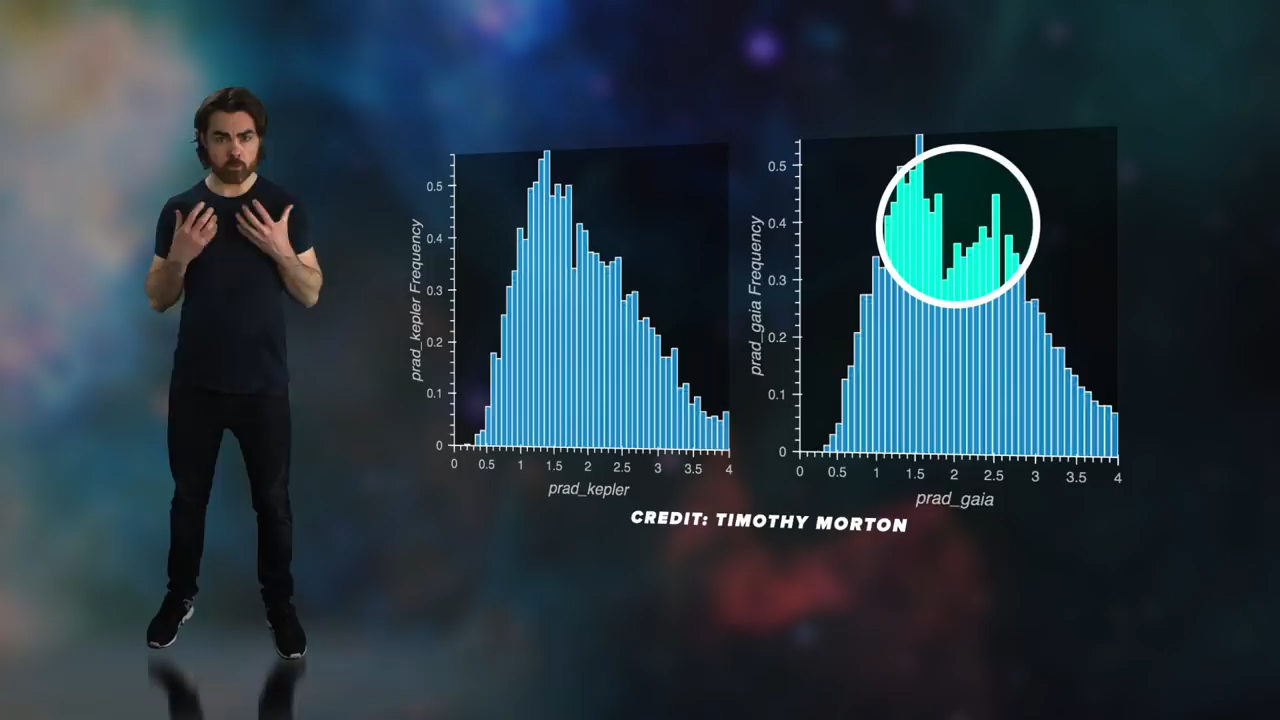 prad_kepler Frequency
0.5
0.4
0.3
0.2
0.1
0
0 0.5 1 1.5 2 2.5 3 3.5 4
prad_kepler
prad_gaia Frequency
0.5
0.4
0.3
0.2
0.1
0
0 0.5 1 1.5 2 2.5 3 3.5 4
prad_gaia
CREDIT: TIMOTHY MORTON